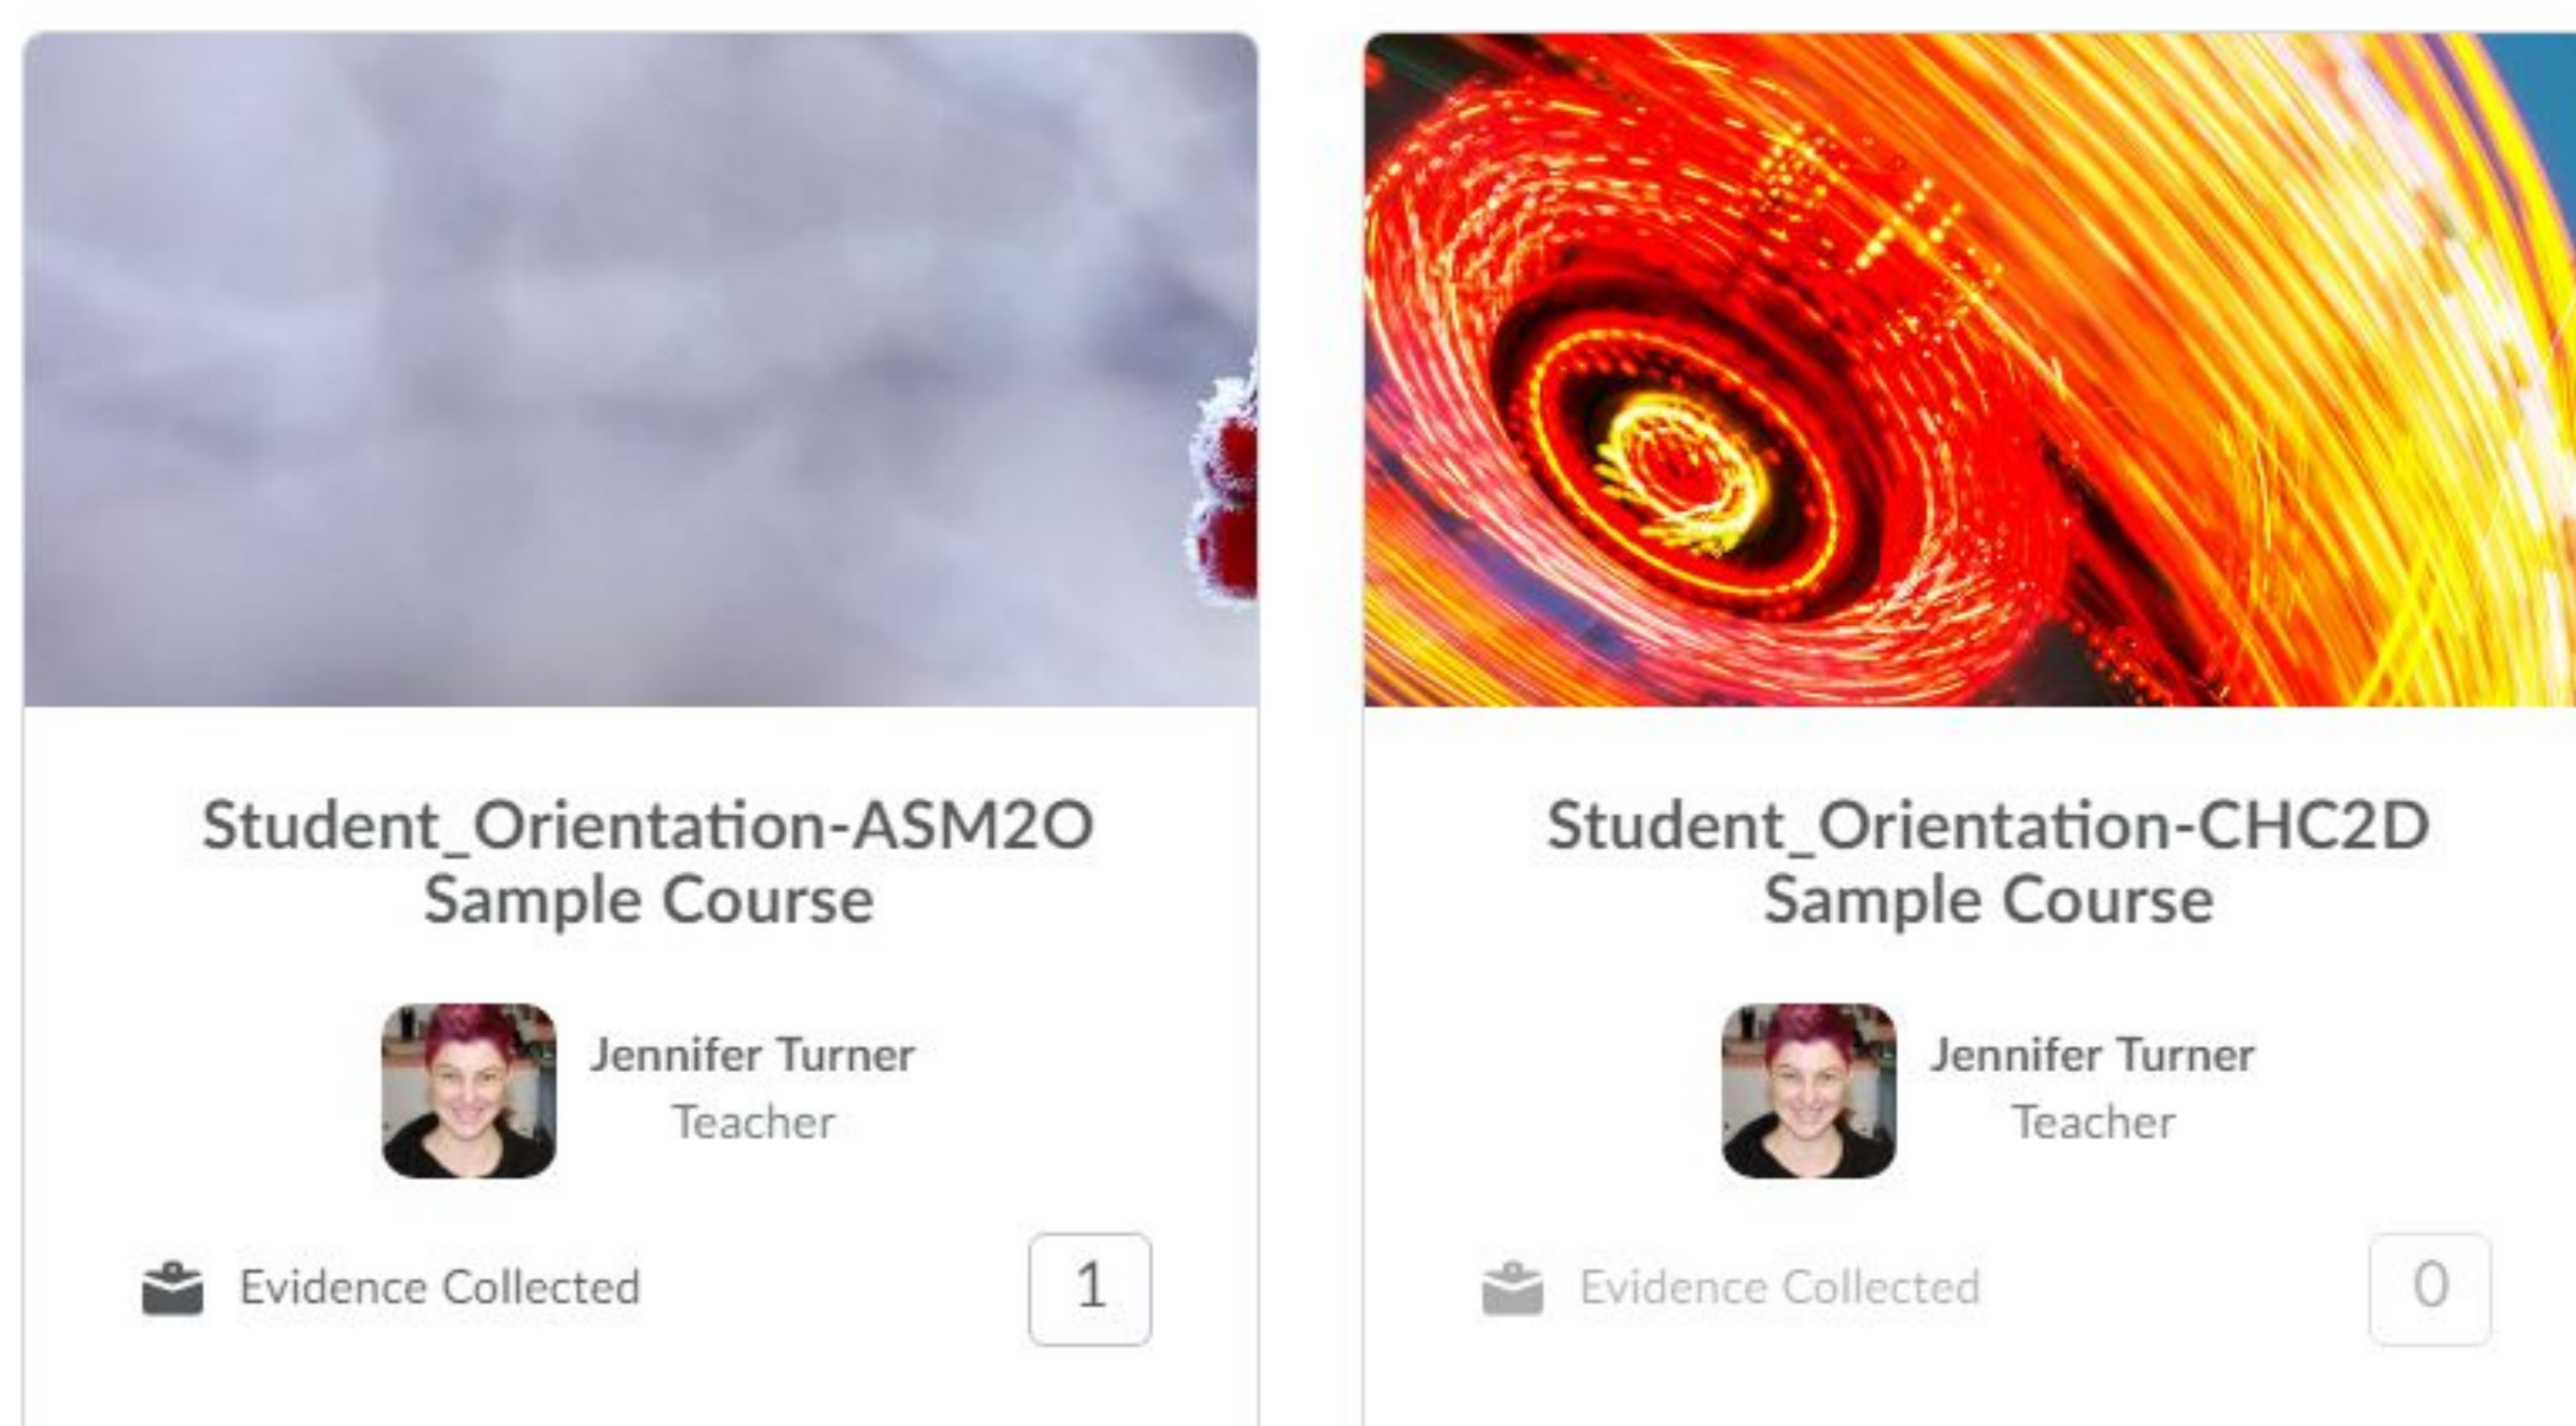 Student_Orientation-ASM2O
Sample Course
Jennifer Turner
Teacher
Evidence Collected 1
Student_Orientation-CHC2D
Sample Course
Jennifer Turner
Teacher
Evidence Collected 0